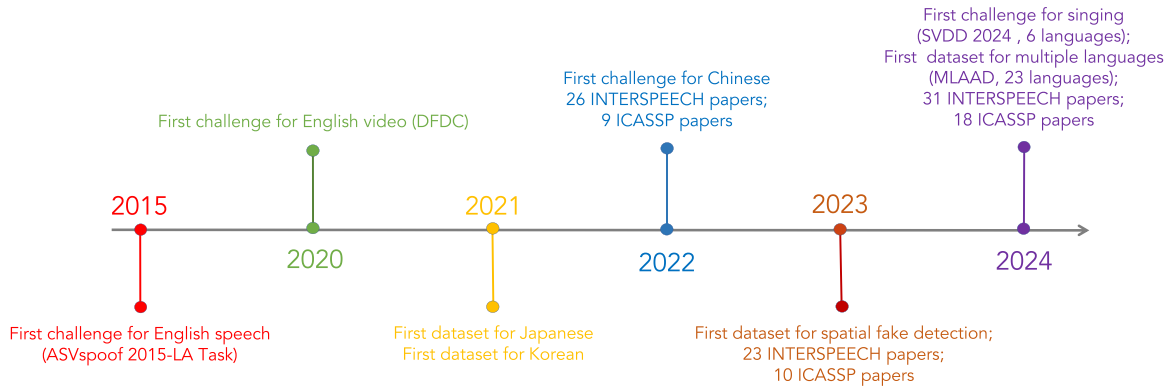 2015
First challenge for English speech
(ASVspoof 2015-LA Task)
First challenge for English video (DFDC)
2020
2021
First dataset for Japanese
First dataset for Korean
First challenge for Chinese
26 INTERSPEECH papers;
9 ICASSP papers
2022
2023
First dataset for spatial fake detection;
23 INTERSPEECH papers;
10 ICASSP papers
First challenge for singing
(SVDD 2024 , 6 languages);
First dataset for multiple languages
(MLAAD, 23 languages);
31 INTERSPEECH papers;
18 ICASSP papers
2024